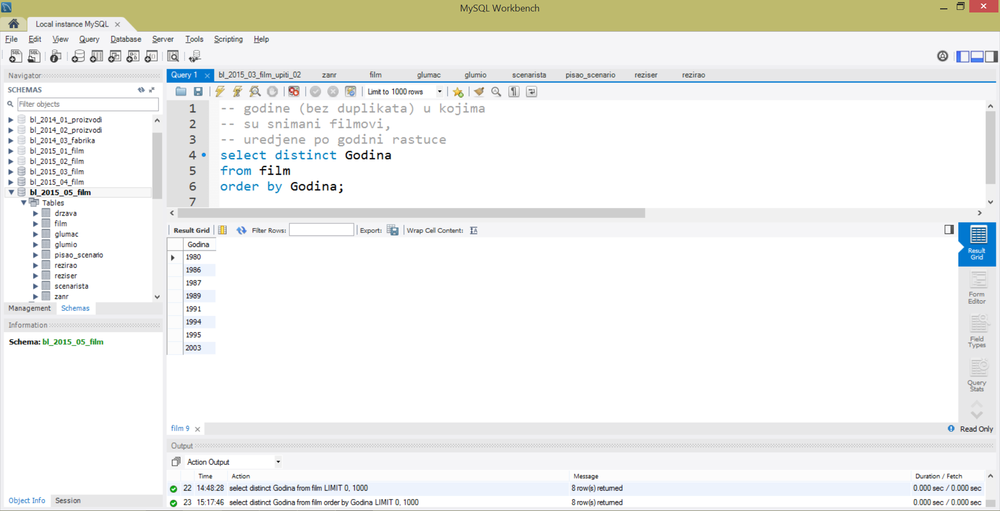 MySQL Workbench
Local instance MySQL
File Edit View Query Database Server Tools Scripting Help
Navigator
SCHEMAS
Filter objects
bl_2014_01_proizvodi
bl_2014_02_proizvodi
bl_2014_03_fabrika
bl_2015_01_film
bl_2015_02_film
bl_2015_03_film
bl_2015_04_film
bl_2015_05_film
Tables
drzava
film
glumac
glumio
pisao_scenario
rezirao
reziser
scenarista
zanr
Management Schemas
Information
Schema: bl_2015_05_film
Object Info Session
Query 1 bl_2015_03_film_upiti_02 zanr film glumac glumio scenarista pisao_scenario reziser rezirao
Limit to 1000 rows
1 -- godine (bez duplikata) u kojima
2 -- su snimani filmovi,
3 -- uredjene po godini rastuce
4 select distinct Godina
5 from film
6 order by Godina;
7
Result Grid Filter Rows: Export: Wrap Cell Content:
Godina
1980
1986
1987
1989
1991
1994
1995
2003
Result
Grid
Form
Editor
Field
Types
Query
Stats
film 9
Read Only
Output
Action Output
Time Action Message Duration / Fetch
22 14:48:28 select distinct Godina from film LIMIT 0, 1000 8 row(s) returned 0.000 sec / 0.000 sec
23 15:17:46 select distinct Godina from film order by Godina LIMIT 0, 1000 8 row(s) returned 0.000 sec / 0.000 sec